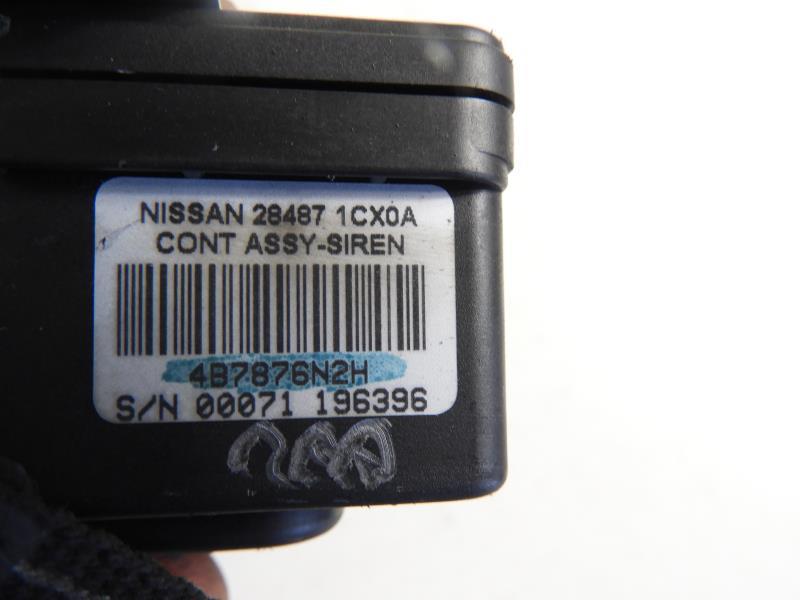 NISSAN 28487 1CX0A
CONT ASSY-SIREN
4B7876N2H
S/N 00071 196396